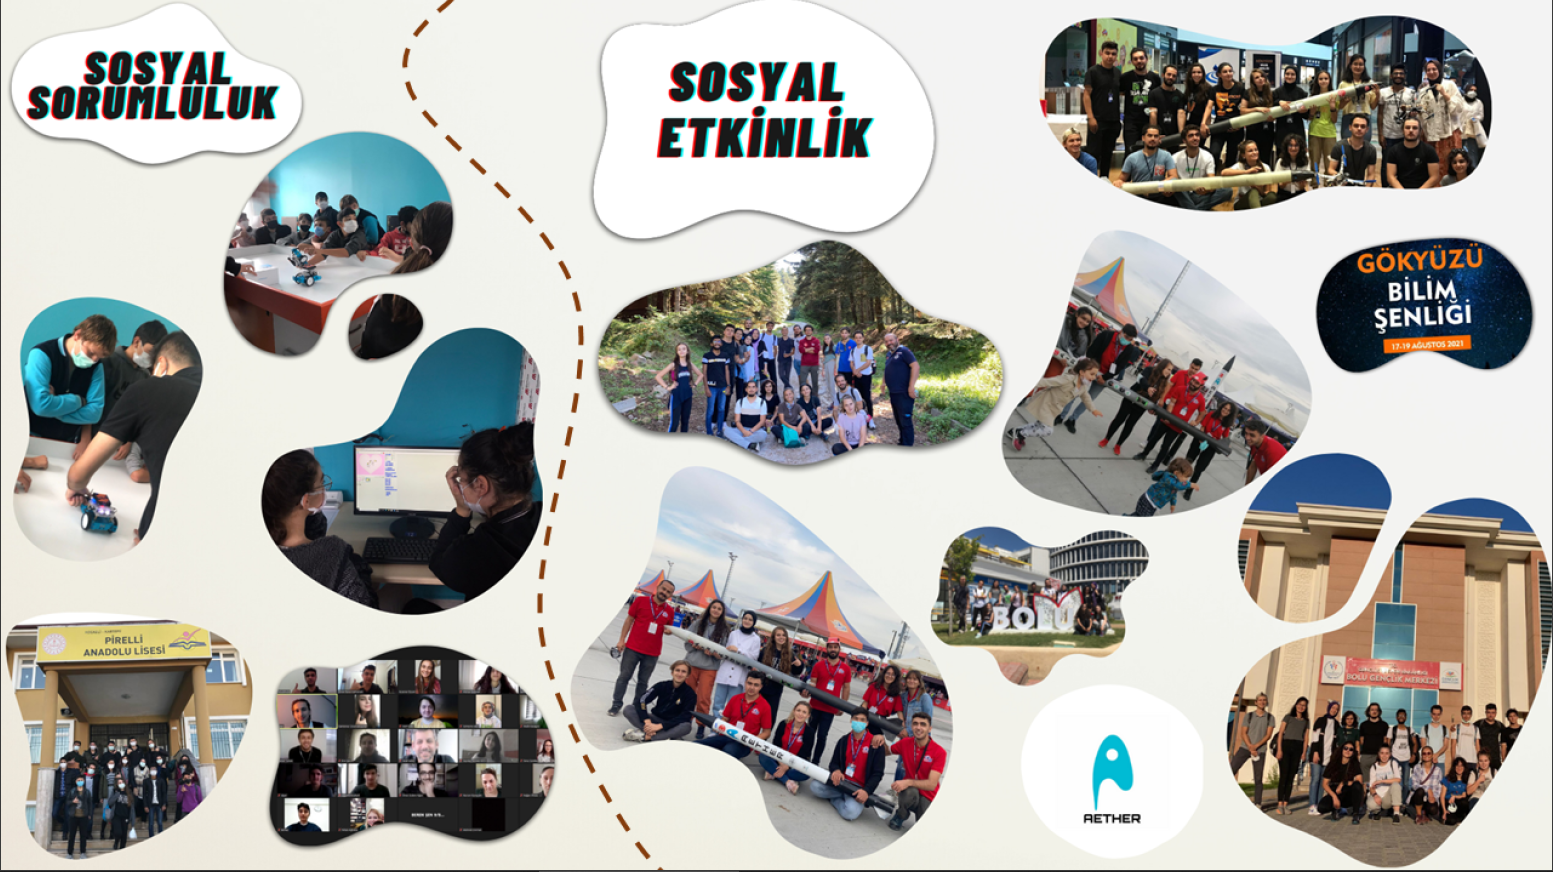 SOSYAL
SORUMLULUK
SOSYAL
ETKİNLİK
GÖKYÜZÜ
BİLİM
ŞENLİĞİ
17-19 AĞUSTOS 2021
PİRELLİ
ANADOLU LİSESİ
AETHER
BOLU
BOLU GENÇLİK MERKEZİ
AETHER